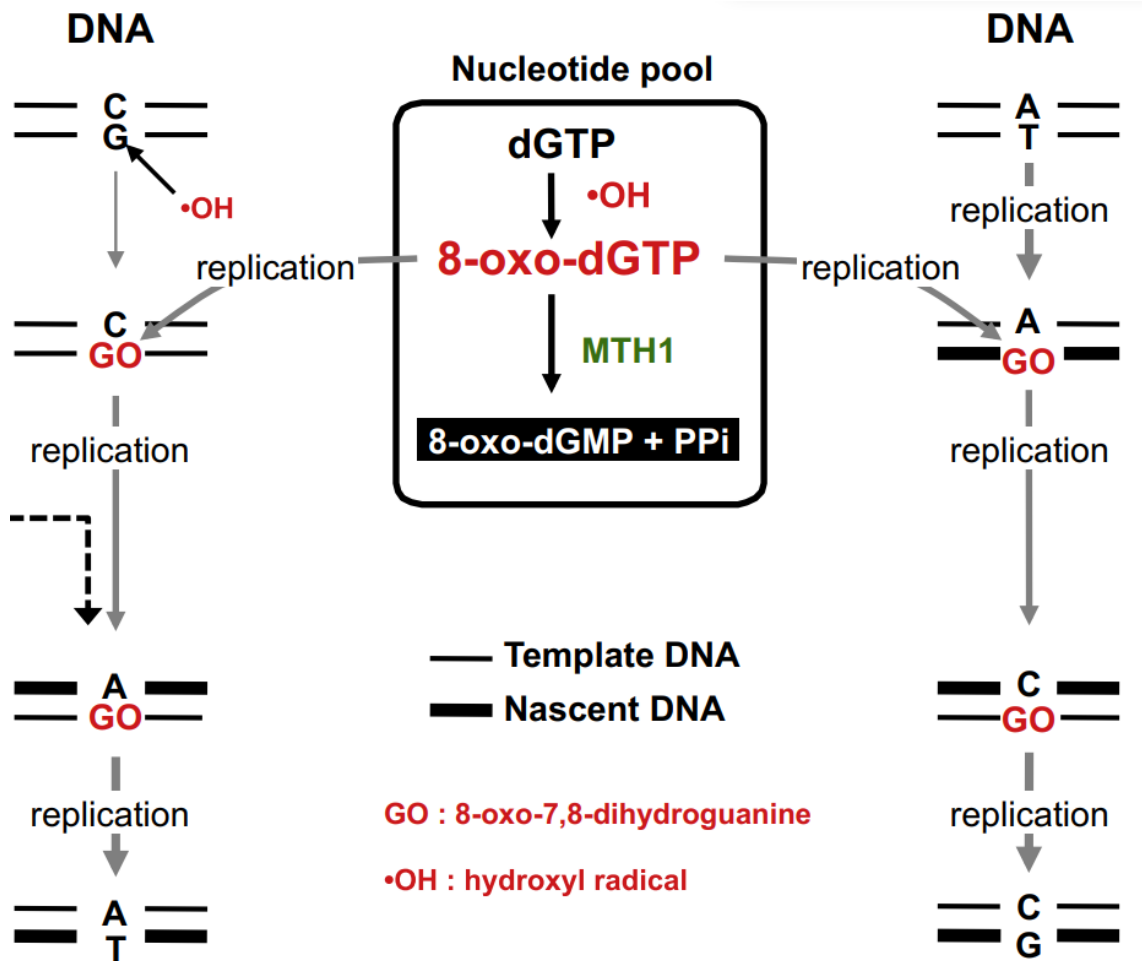 DNA
DNA
Nucleotide pool
C
G
•OH
dGTP
•OH
8-oxo-dGTP
MTH1
8-oxo-dGMP + PPi
A
T
replication
replication
replication
C
GO
A
GO
replication
replication
A
GO
C
GO
Template DNA
Nascent DNA
replication
replication
GO : 8-oxo-7,8-dihydroguanine
•OH : hydroxyl radical
A
T
C
G